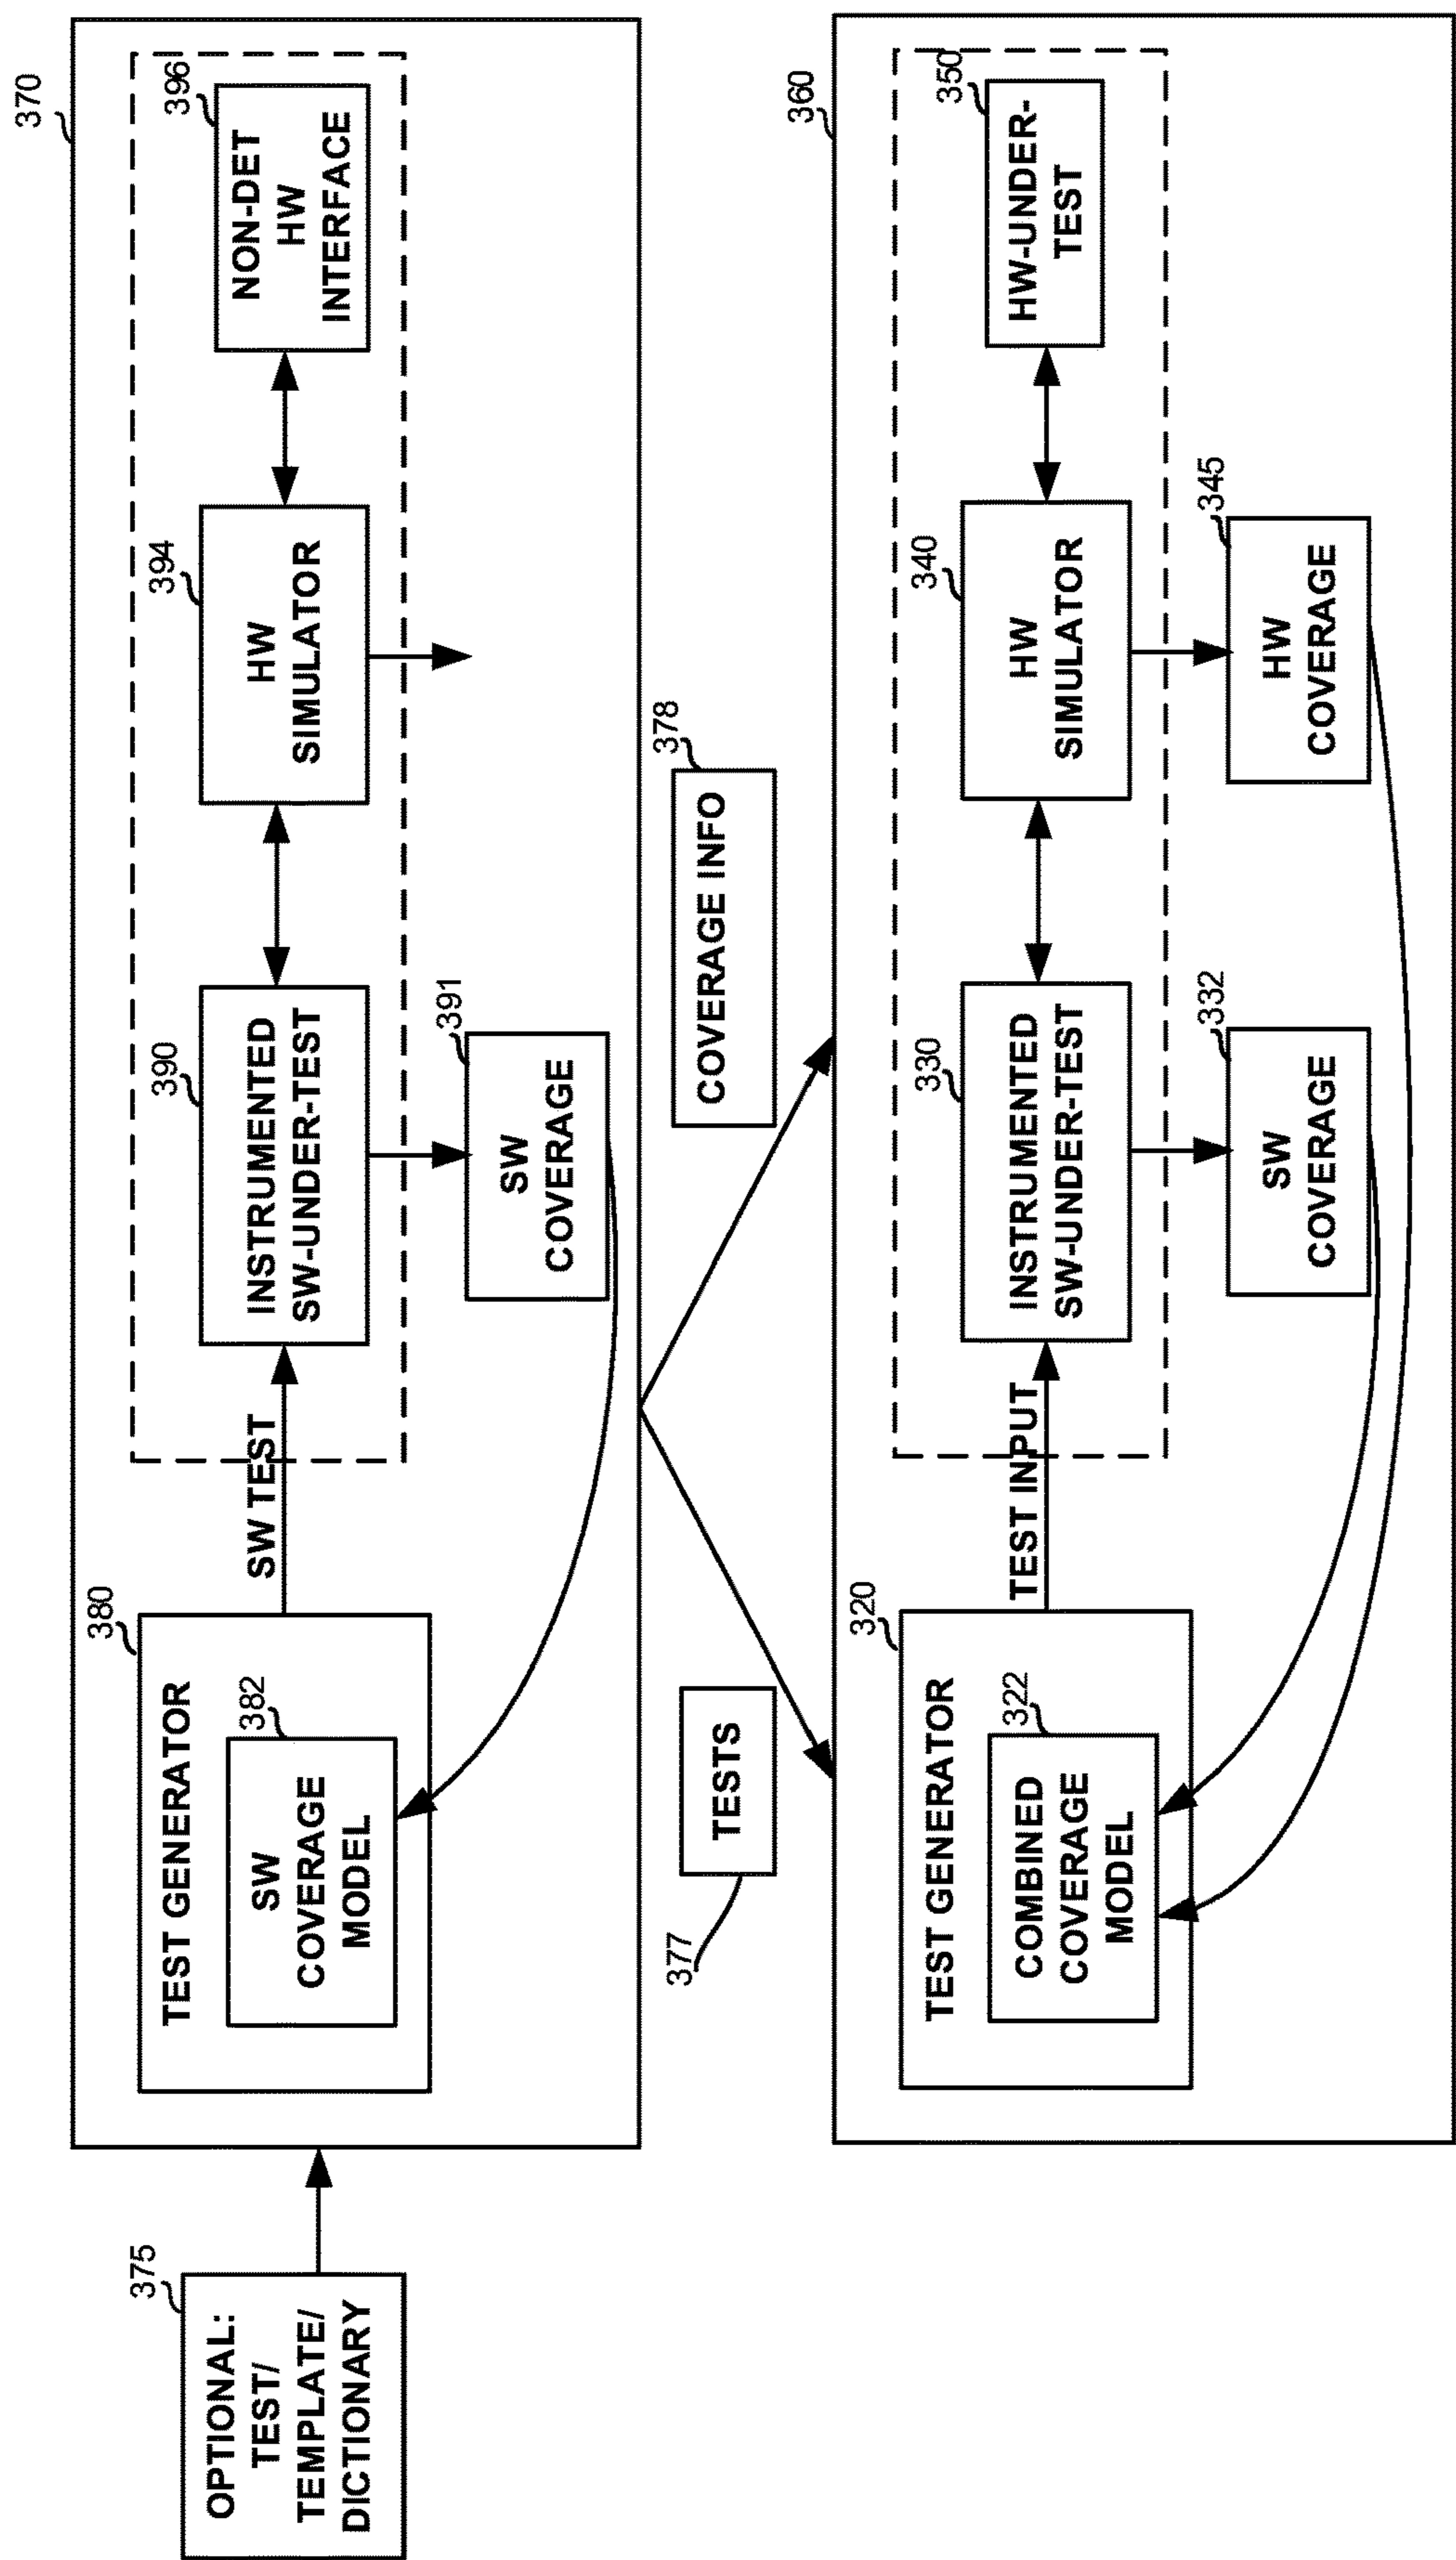 370
396
NON-DET
HW
INTERFACE
394
HW
SIMULATOR
390
INSTRUMENTED
SW-UNDER-TEST
391
SW
COVERAGE
SW TEST
380
TEST GENERATOR
382
SW
COVERAGE
MODEL
375
OPTIONAL:
TEST/
TEMPLATE/
DICTIONARY
378
COVERAGE INFO
TESTS
377
360
350
HW-UNDER-
TEST
340
HW
SIMULATOR
345
HW
COVERAGE
330
INSTRUMENTED
SW-UNDER-TEST
332
SW
COVERAGE
TEST INPUT
320
TEST GENERATOR
322
COMBINED
COVERAGE
MODEL